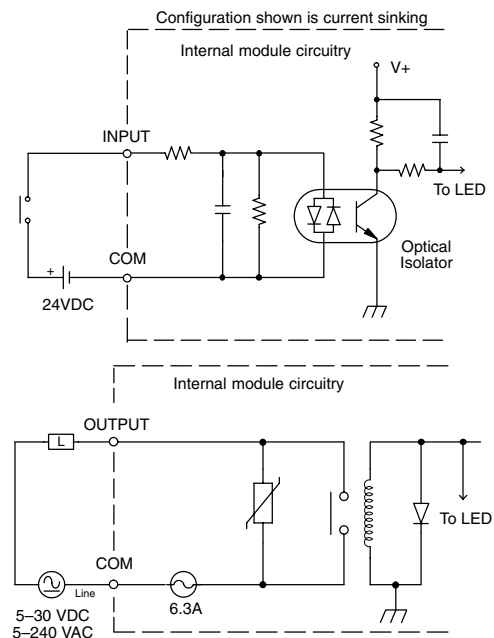 Configuration shown is current sinking
Internal module circuitry
V+
INPUT
To LED
COM
Optical
Isolator
+
24VDC
Internal module circuitry
OUTPUT
L
To LED
COM
Line
6.3A
5–30 VDC
5–240 VAC